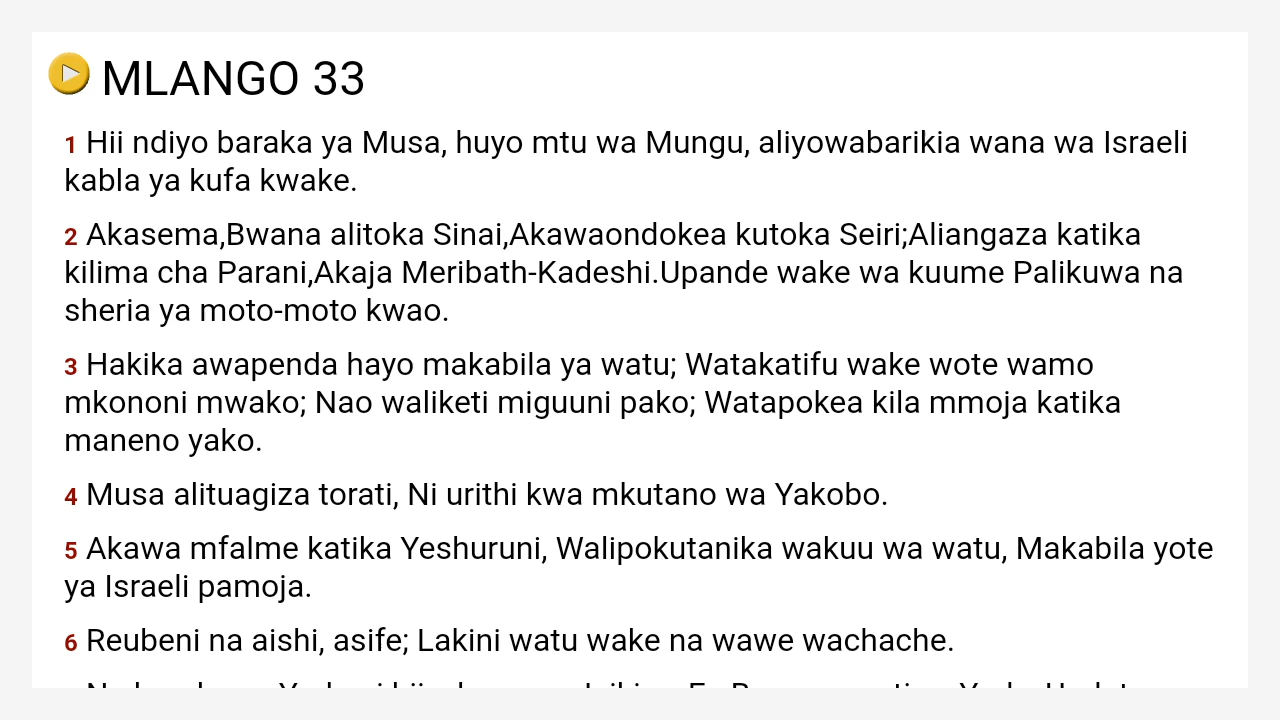 MLANGO 33
1 Hii ndiyo baraka ya Musa, huyo mtu wa Mungu, aliyowabarikia wana wa Israeli
kabla ya kufa kwake.
2 Akasema,Bwana alitoka Sinai,Akawaondokea kutoka Seiri;Aliangaza katika
kilima cha Parani,Akaja Meribath-Kadeshi.Upande wake wa kuume Palikuwa na
sheria ya moto-moto kwao.
3 Hakika awapenda hayo makabila ya watu; Watakatifu wake wote wamo
mkononi mwako; Nao waliketi miguuni pako; Watapokea kila mmoja katika
maneno yako.
4 Musa alituagiza torati, Ni urithi kwa mkutano wa Yakobo.
5 Akawa mfalme katika Yeshuruni, Walipokutanika wakuu wa watu, Makabila yote
ya Israeli pamoja.
6 Reubeni na aishi, asife; Lakini watu wake na wawe wachache.